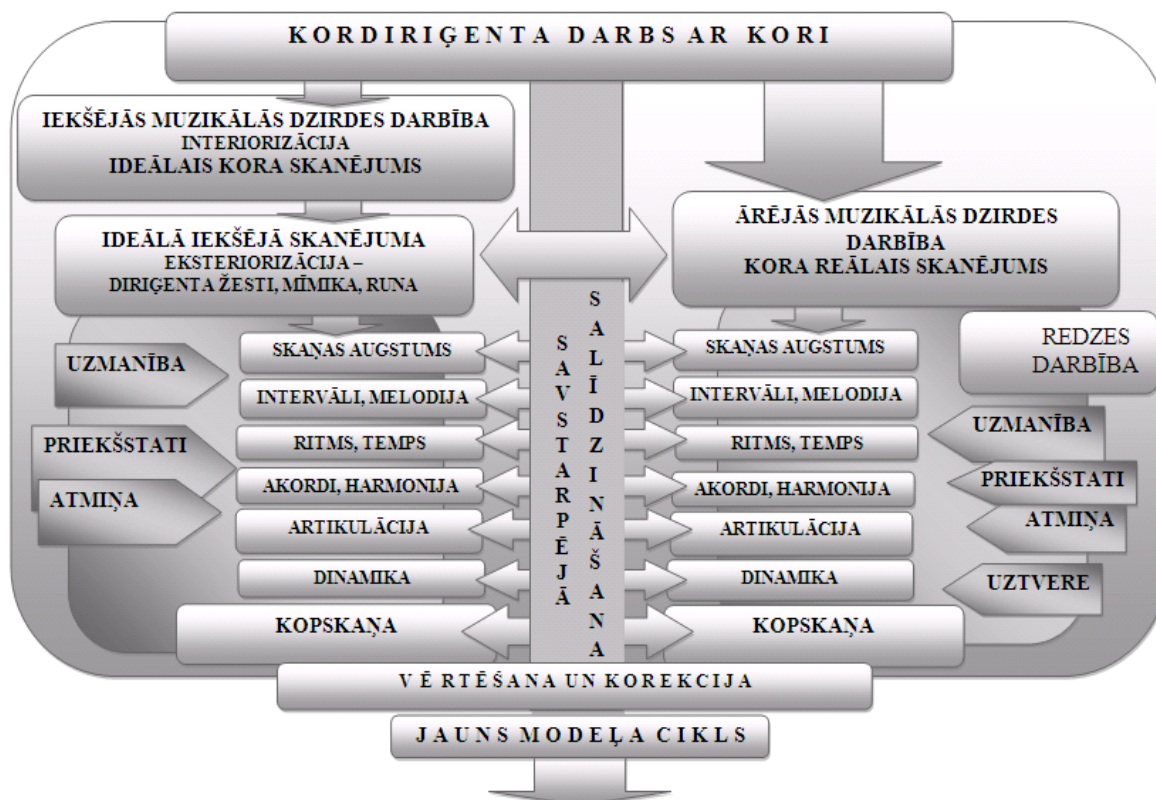 KORDIRIĢENTA DARBS AR KORI
IEKŠĒJĀS MUZIKĀLĀS DZIRDES DARBĪBA
INTERIORIZĀCIJA
IDEĀLAIS KORA SKANĒJUMS
IDEĀLĀ IEKŠĒJĀ SKANĒJUMA
EKSTERIORIZĀCIJA –
DIRIĢENTA ŽESTI, MĪMIKA, RUNA
ĀRĒJĀS MUZIKĀLĀS DZIRDES
DARBĪBA
KORA REĀLAIS SKANĒJUMS
UZMANĪBA
PRIEKŠSTATI
ATMIŅA
SKAŅAS AUGSTUMS
INTERVĀLI, MELODIJA
RITMS, TEMPS
AKORDI, HARMONIJA
ARTIKULĀCIJA
DINAMIKA
KOPSKAŅA
SAVSTARPĒJĀ
SALĪDZINĀŠANA
SKAŅAS AUGSTUMS
INTERVĀLI, MELODIJA
RITMS, TEMPS
AKORDI, HARMONIJA
ARTIKULĀCIJA
DINAMIKA
KOPSKAŅA
REDZES
DARBĪBA
UZMANĪBA
PRIEKŠSTATI
ATMIŅA
UZTVERE
VĒRTĒŠANA UN KOREKCIJA
JAUNS MODEĻA CIKLS